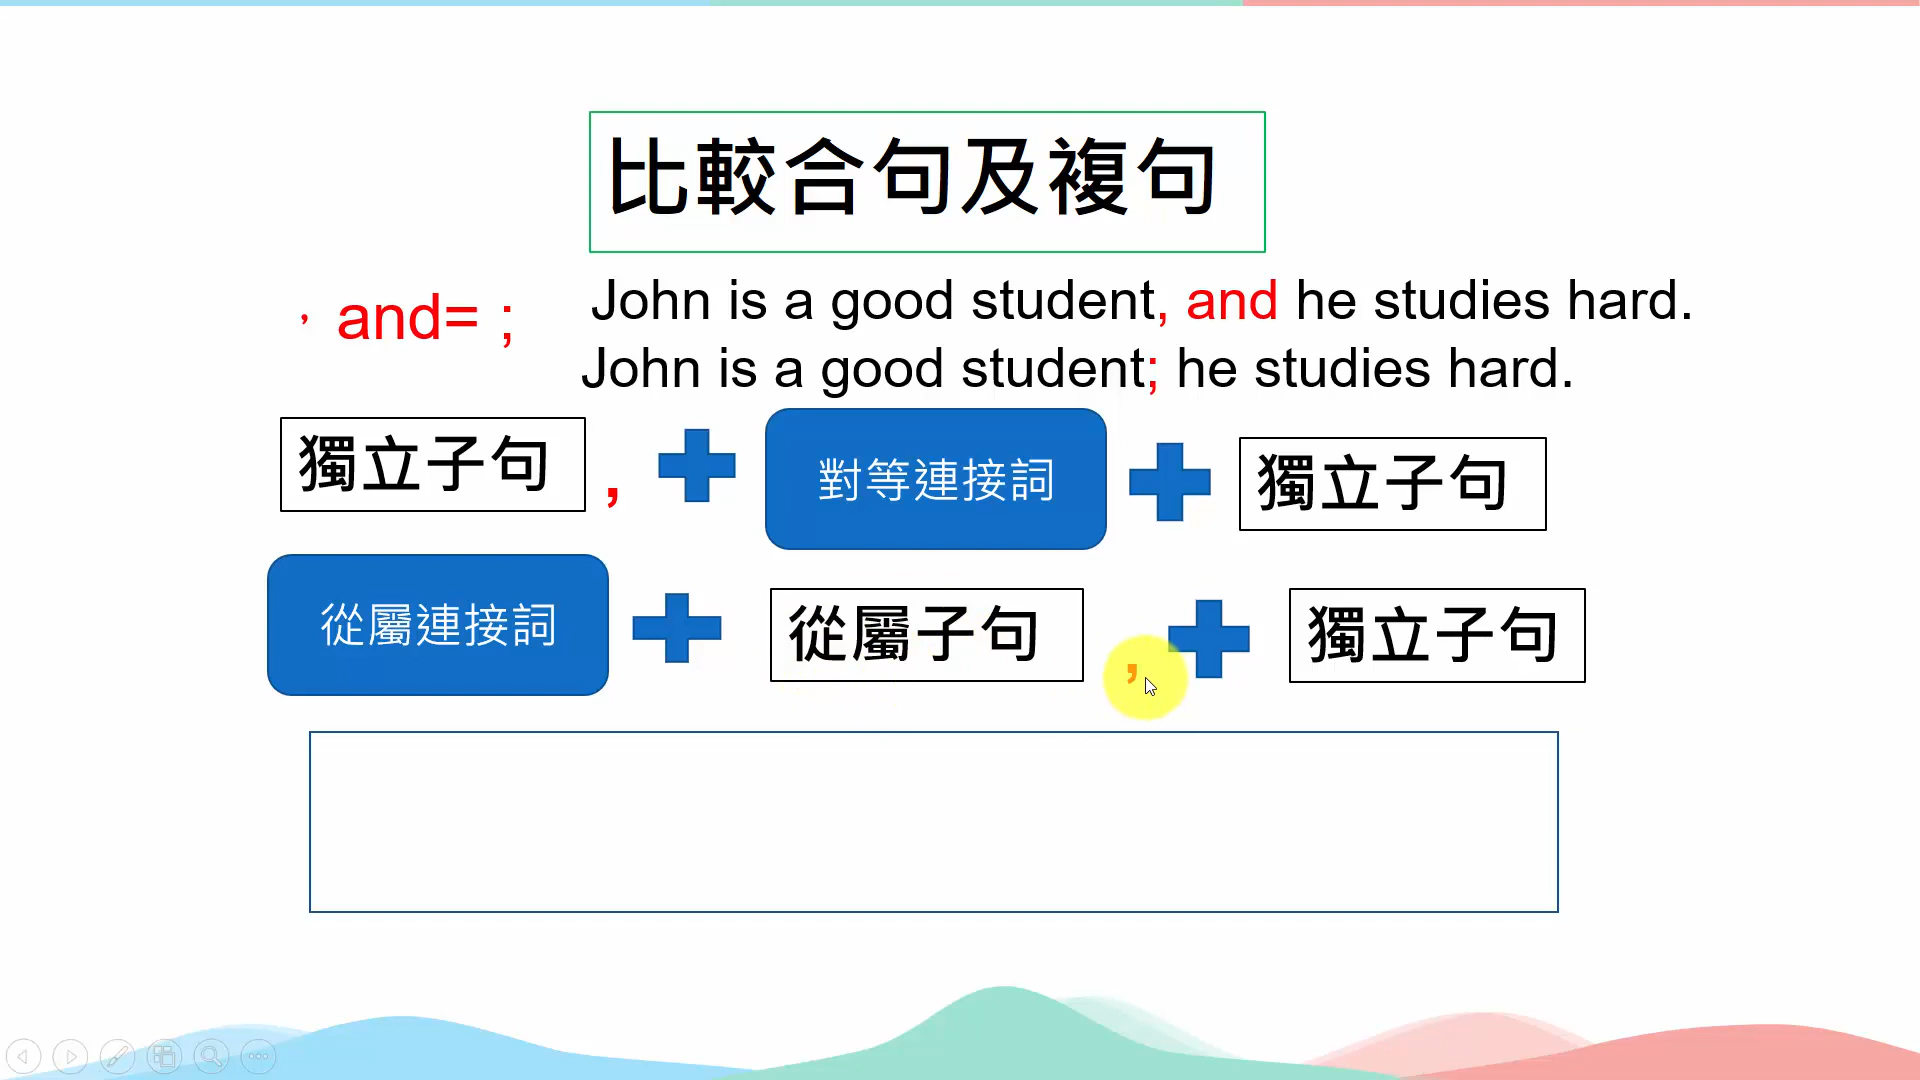 比較合句及複句
, and= ;
John is a good student, and he studies hard.
John is a good student; he studies hard.
獨立子句 , 對等連接詞 獨立子句
從屬連接詞 從屬子句 , 獨立子句